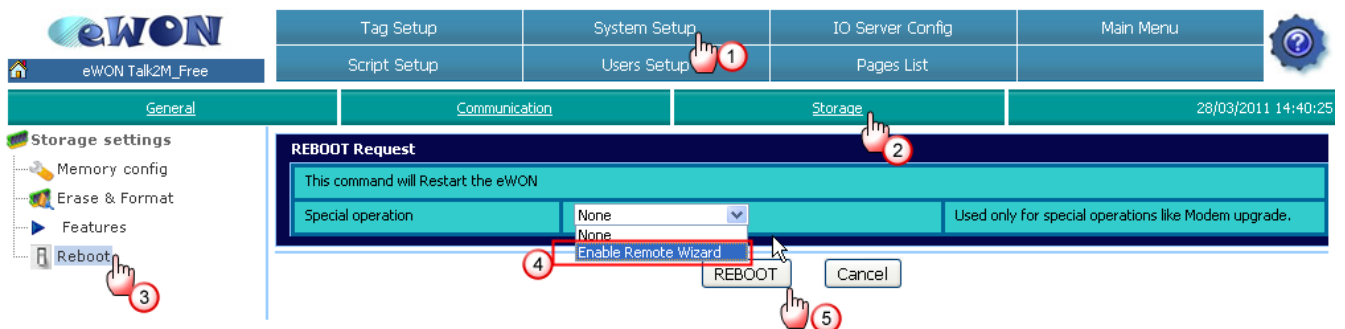 eWON
Tag Setup System Setup IO Server Config Main Menu
1
eWON Talk2M_Free Script Setup Users Setup Pages List
General Communication Storage 28/03/2011 14:40:25
2
Storage settings
Memory config
Erase & Format
Features
Reboot
3
REBOOT Request
This command will Restart the eWON
Special operation None Used only for special operations like Modem upgrade.
None
4 Enable Remote Wizard
REBOOT Cancel
5